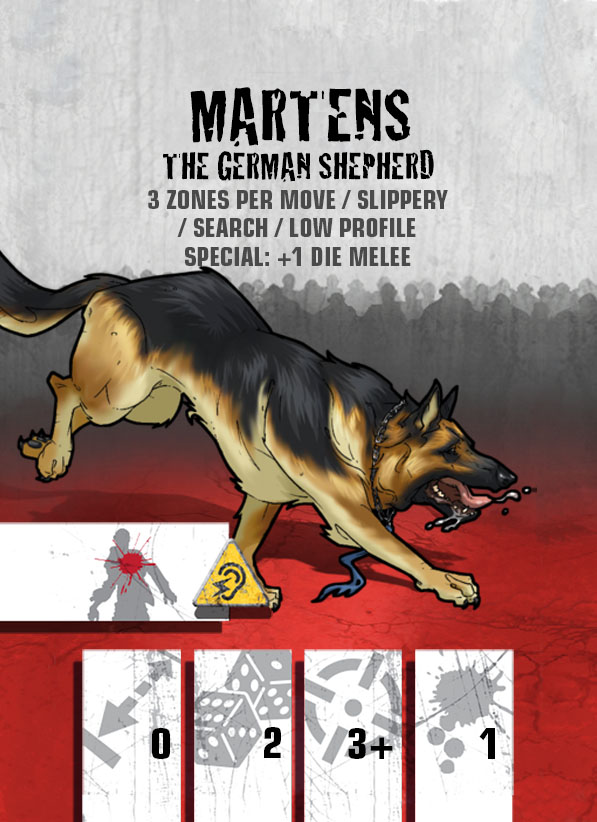 MARTENS
THE GERMAN SHEPHERD
3 ZONES PER MOVE / SLIPPERY
/ SEARCH / LOW PROFILE
SPECIAL: +1 DIE MELEE
0 2 3+ 1